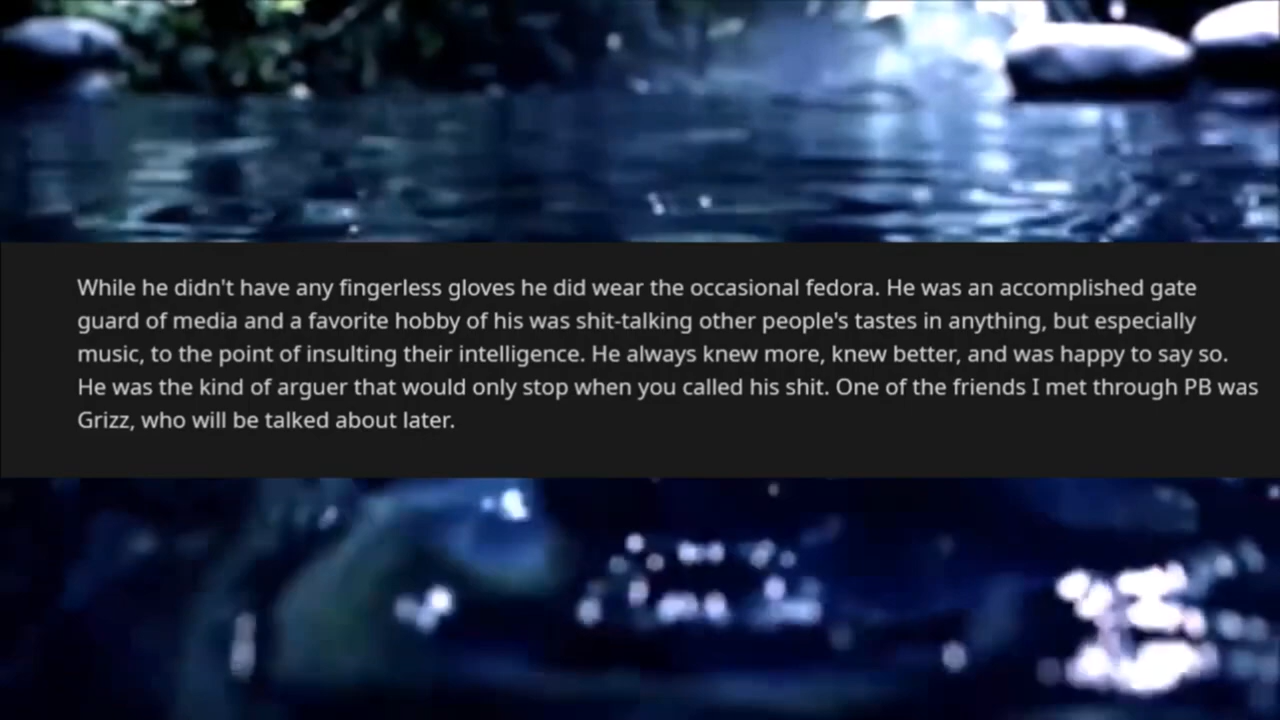 While he didn't have any fingerless gloves he did wear the occasional fedora. He was an accomplished gate
guard of media and a favorite hobby of his was shit-talking other people's tastes in anything, but especially
music, to the point of insulting their intelligence. He always knew more, knew better, and was happy to say so.
He was the kind of arguer that would only stop when you called his shit. One of the friends I met through PB was
Grizz, who will be talked about later.